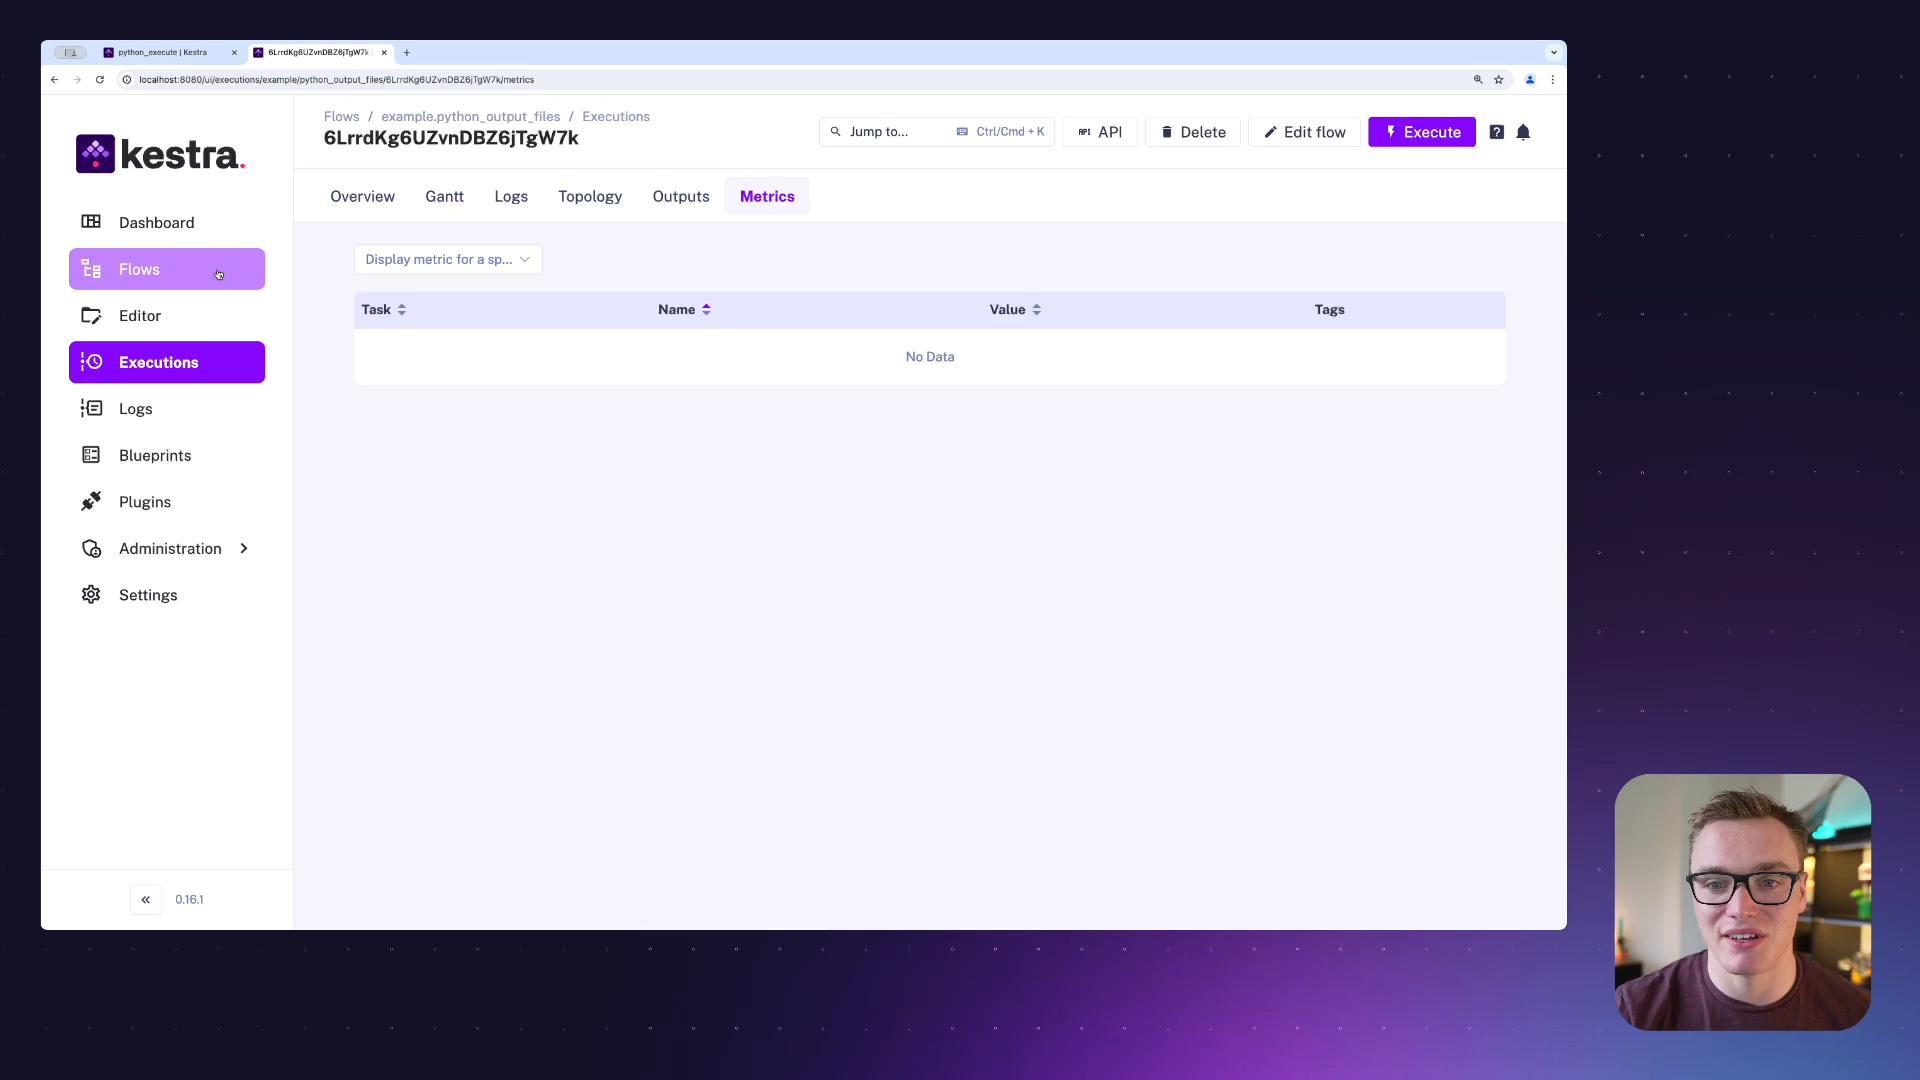 python_execute | Kestra
6LrrdKg6UZvnDBZ6jTgW7k
localhost:8080/ui/executions/example/python_output_files/6LrrdKg6UZvnDBZ6jTgW7k/metrics
kestra.
Dashboard
Flows
Editor
Executions
Logs
Blueprints
Plugins
Administration
Settings
0.16.1
Flows / example.python_output_files / Executions
6LrrdKg6UZvnDBZ6jTgW7k
Jump to... Ctrl/Cmd + K
API API
Delete
Edit flow
Execute
Overview Gantt Logs Topology Outputs Metrics
Display metric for a sp...
Task Name Value Tags
No Data